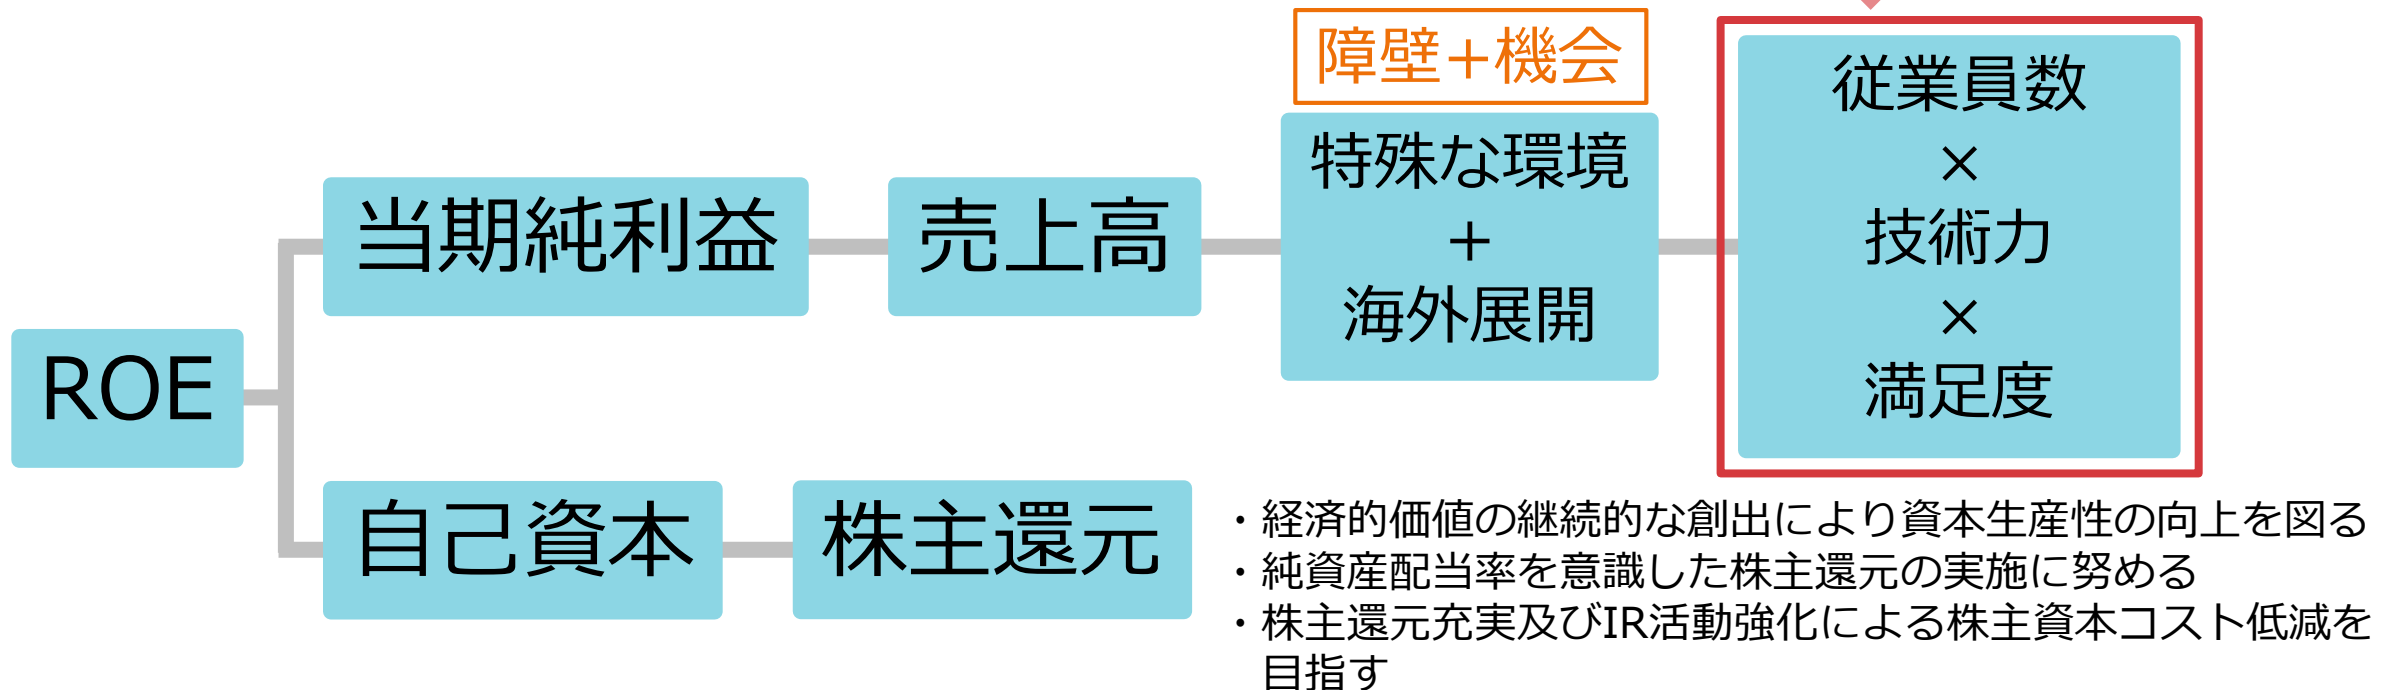 障壁+機会
従業員数
×
技術力
×
満足度
特殊な環境
+
海外展開
当期純利益
売上高
ROE
自己資本
株主還元
・経済的価値の継続的な創出により資本生産性の向上を図る
・純資産配当率を意識した株主還元の実施に努める
・株主還元充実及びIR活動強化による株主資本コスト低減を
目指す